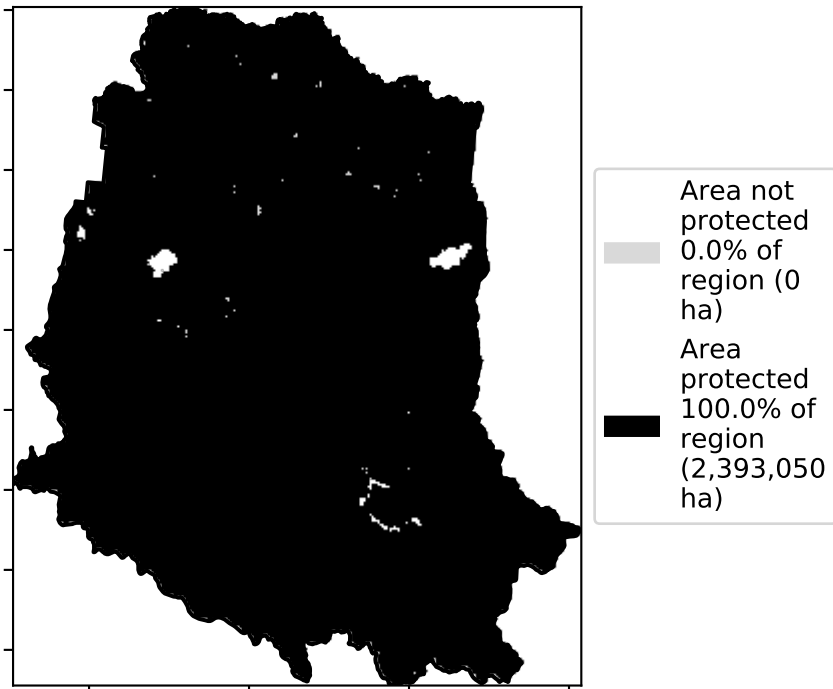 Area not
protected
0.0% of
region (0
ha)
Area
protected
100.0% of
region
(2,393,050
ha)